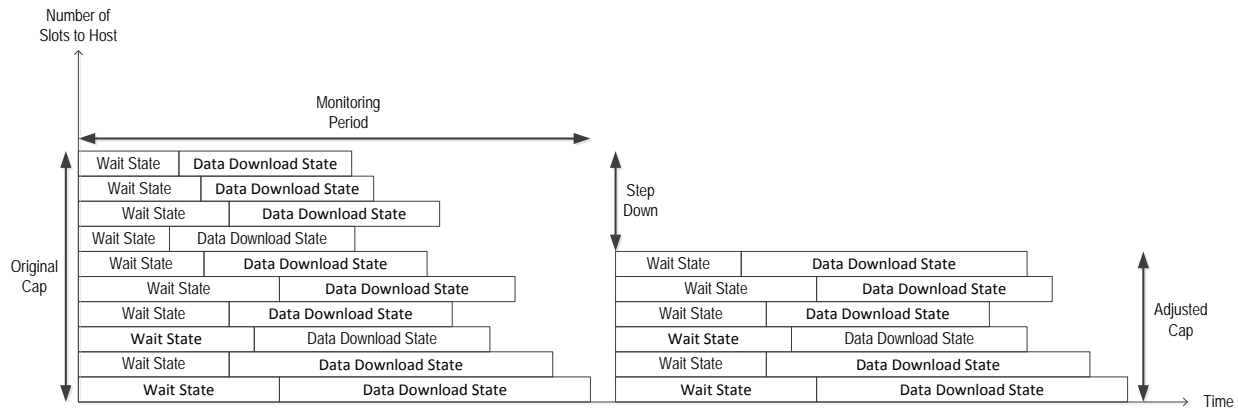 Number of
Slots to Host
Monitoring
Period
Wait State Data Download State
Wait State Data Download State
Wait State Data Download State
Wait State Data Download State
Wait State Data Download State
Wait State Data Download State
Wait State Data Download State
Wait State Data Download State
Wait State Data Download State
Wait State Data Download State
Original
Cap
Step
Down
Wait State Data Download State
Wait State Data Download State
Wait State Data Download State
Wait State Data Download State
Wait State Data Download State
Wait State Data Download State
Adjusted
Cap
Time